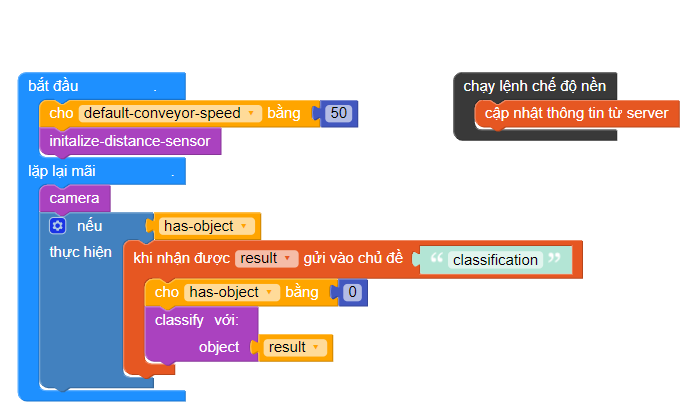 bắt đầu .
cho default-conveyor-speed bằng 50
initalize-distance-sensor
lặp lại mãi .
camera
nếu has-object
thực hiện
khi nhận được result gửi vào chủ đề “ classification ”
cho has-object bằng 0
classify với:
object result
chạy lệnh chế độ nền
cập nhật thông tin từ server